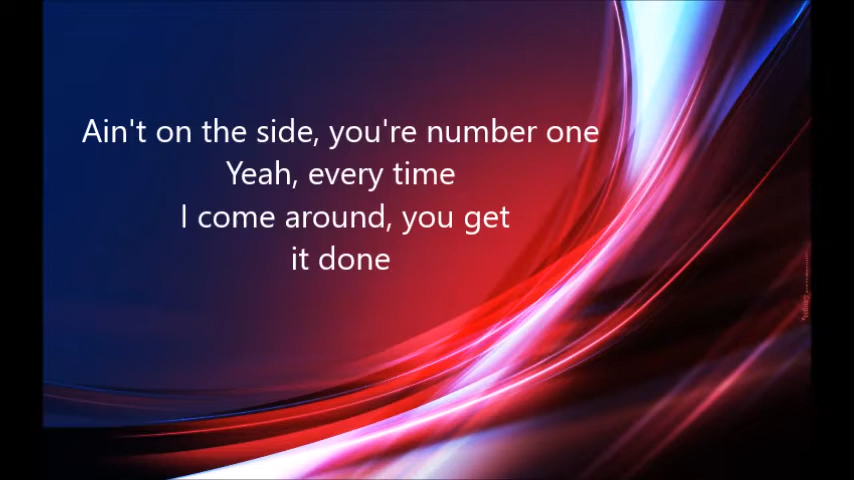 Ain't on the side, you're number one
Yeah, every time
I come around, you get
it done